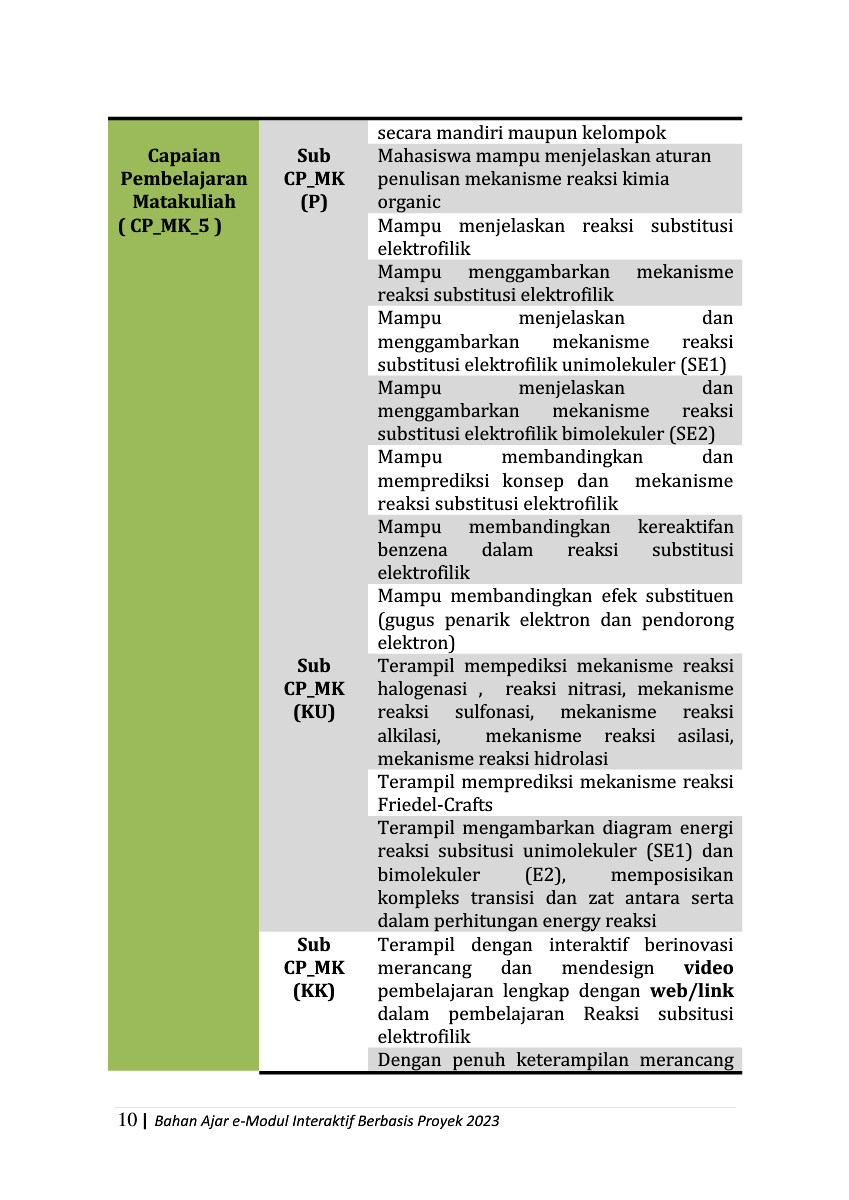 secara mandiri maupun kelompok
Capaian
Pembelajaran
Matakuliah
( CP_MK_5 )
Sub
CP_MK
(P)
Mahasiswa mampu menjelaskan aturan
penulisan mekanisme reaksi kimia
organic
Mampu menjelaskan reaksi substitusi
elektrofilik
Mampu menggambarkan mekanisme
reaksi substitusi elektrofilik
Mampu menjelaskan dan
menggambarkan mekanisme reaksi
substitusi elektrofilik unimolekuler (SE1)
Mampu menjelaskan dan
menggambarkan mekanisme reaksi
substitusi elektrofilik bimolekuler (SE2)
Mampu membandingkan dan
memprediksi konsep dan mekanisme
reaksi substitusi elektrofilik
Mampu membandingkan kereaktifan
benzena dalam reaksi substitusi
elektrofilik
Mampu membandingkan efek substituen
(gugus penarik elektron dan pendorong
elektron)
Sub
CP_MK
(KU)
Terampil mempediksi mekanisme reaksi
halogenasi , reaksi nitrasi, mekanisme
reaksi sulfonasi, mekanisme reaksi
alkilasi, mekanisme reaksi asilasi,
mekanisme reaksi hidrolasi
Terampil memprediksi mekanisme reaksi
Friedel-Crafts
Terampil mengambarkan diagram energi
reaksi subsitusi unimolekuler (SE1) dan
bimolekuler (E2), memposisikan
kompleks transisi dan zat antara serta
dalam perhitungan energy reaksi
Sub
CP_MK
(KK)
Terampil dengan interaktif berinovasi
merancang dan mendesign video
pembelajaran lengkap dengan web/link
dalam pembelajaran Reaksi subsitusi
elektrofilik
Dengan penuh keterampilan merancang
10 | Bahan Ajar e-Modul Interaktif Berbasis Proyek 2023